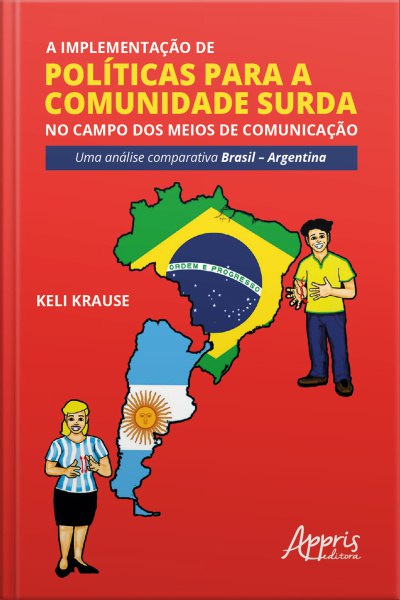 A IMPLEMENTAÇÃO DE
POLÍTICAS PARA A
COMUNIDADE SURDA
NO CAMPO DOS MEIOS DE COMUNICAÇÃO
Uma análise comparativa Brasil – Argentina
ORDEM E PROGRESSO
KELI KRAUSE
Appris
editora